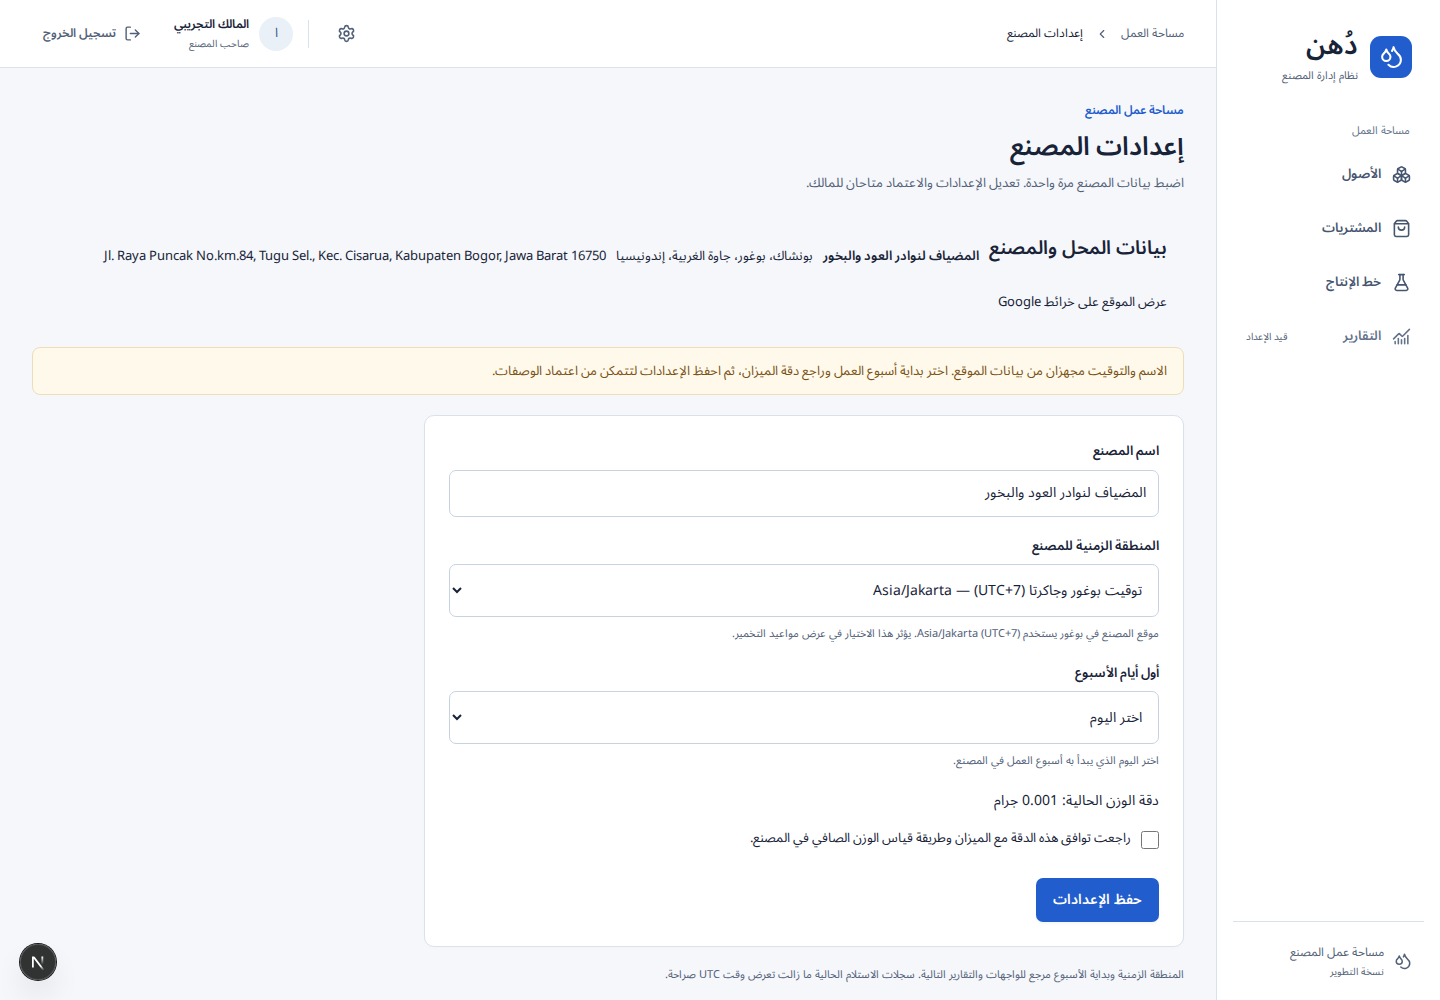 دُهن
نظام إدارة المصنع
مساحة العمل
الأصول
المشتريات
خط الإنتاج
التقارير
قيد الإعداد
مساحة عمل المصنع
نسخة التطوير
مساحة العمل
إعدادات المصنع
ا
المالك التجريبي
صاحب المصنع
تسجيل الخروج
مساحة عمل المصنع
إعدادات المصنع
اضبط بيانات المصنع مرة واحدة. تعديل الإعدادات والاعتماد متاحان للمالك.
بيانات المحل والمصنع المضياف لنوادر العود والبخور بونشاك، بوغور، جاوة الغربية، إندونيسيا Jl. Raya Puncak No.km.84, Tugu Sel., Kec. Cisarua, Kabupaten Bogor, Jawa Barat 16750
عرض الموقع على خرائط Google
الاسم والتوقيت مجهزان من بيانات الموقع. اختر بداية أسبوع العمل وراجع دقة الميزان، ثم احفظ الإعدادات لتتمكن من اعتماد الوصفات.
اسم المصنع
المضياف لنوادر العود والبخور
المنطقة الزمنية للمصنع
توقيت بوغور وجاكرتا (UTC+7) — Asia/Jakarta
موقع المصنع في بوغور يستخدم Asia/Jakarta (UTC+7). يؤثر هذا الاختيار في عرض مواعيد التخمير.
أول أيام الأسبوع
اختر اليوم
اختر اليوم الذي يبدأ به أسبوع العمل في المصنع.
دقة الوزن الحالية: 0.001 جرام
راجعت توافق هذه الدقة مع الميزان وطريقة قياس الوزن الصافي في المصنع.
حفظ الإعدادات
المنطقة الزمنية وبداية الأسبوع مرجع للواجهات والتقارير التالية. سجلات الاستلام الحالية ما زالت تعرض وقت UTC صراحة.
N